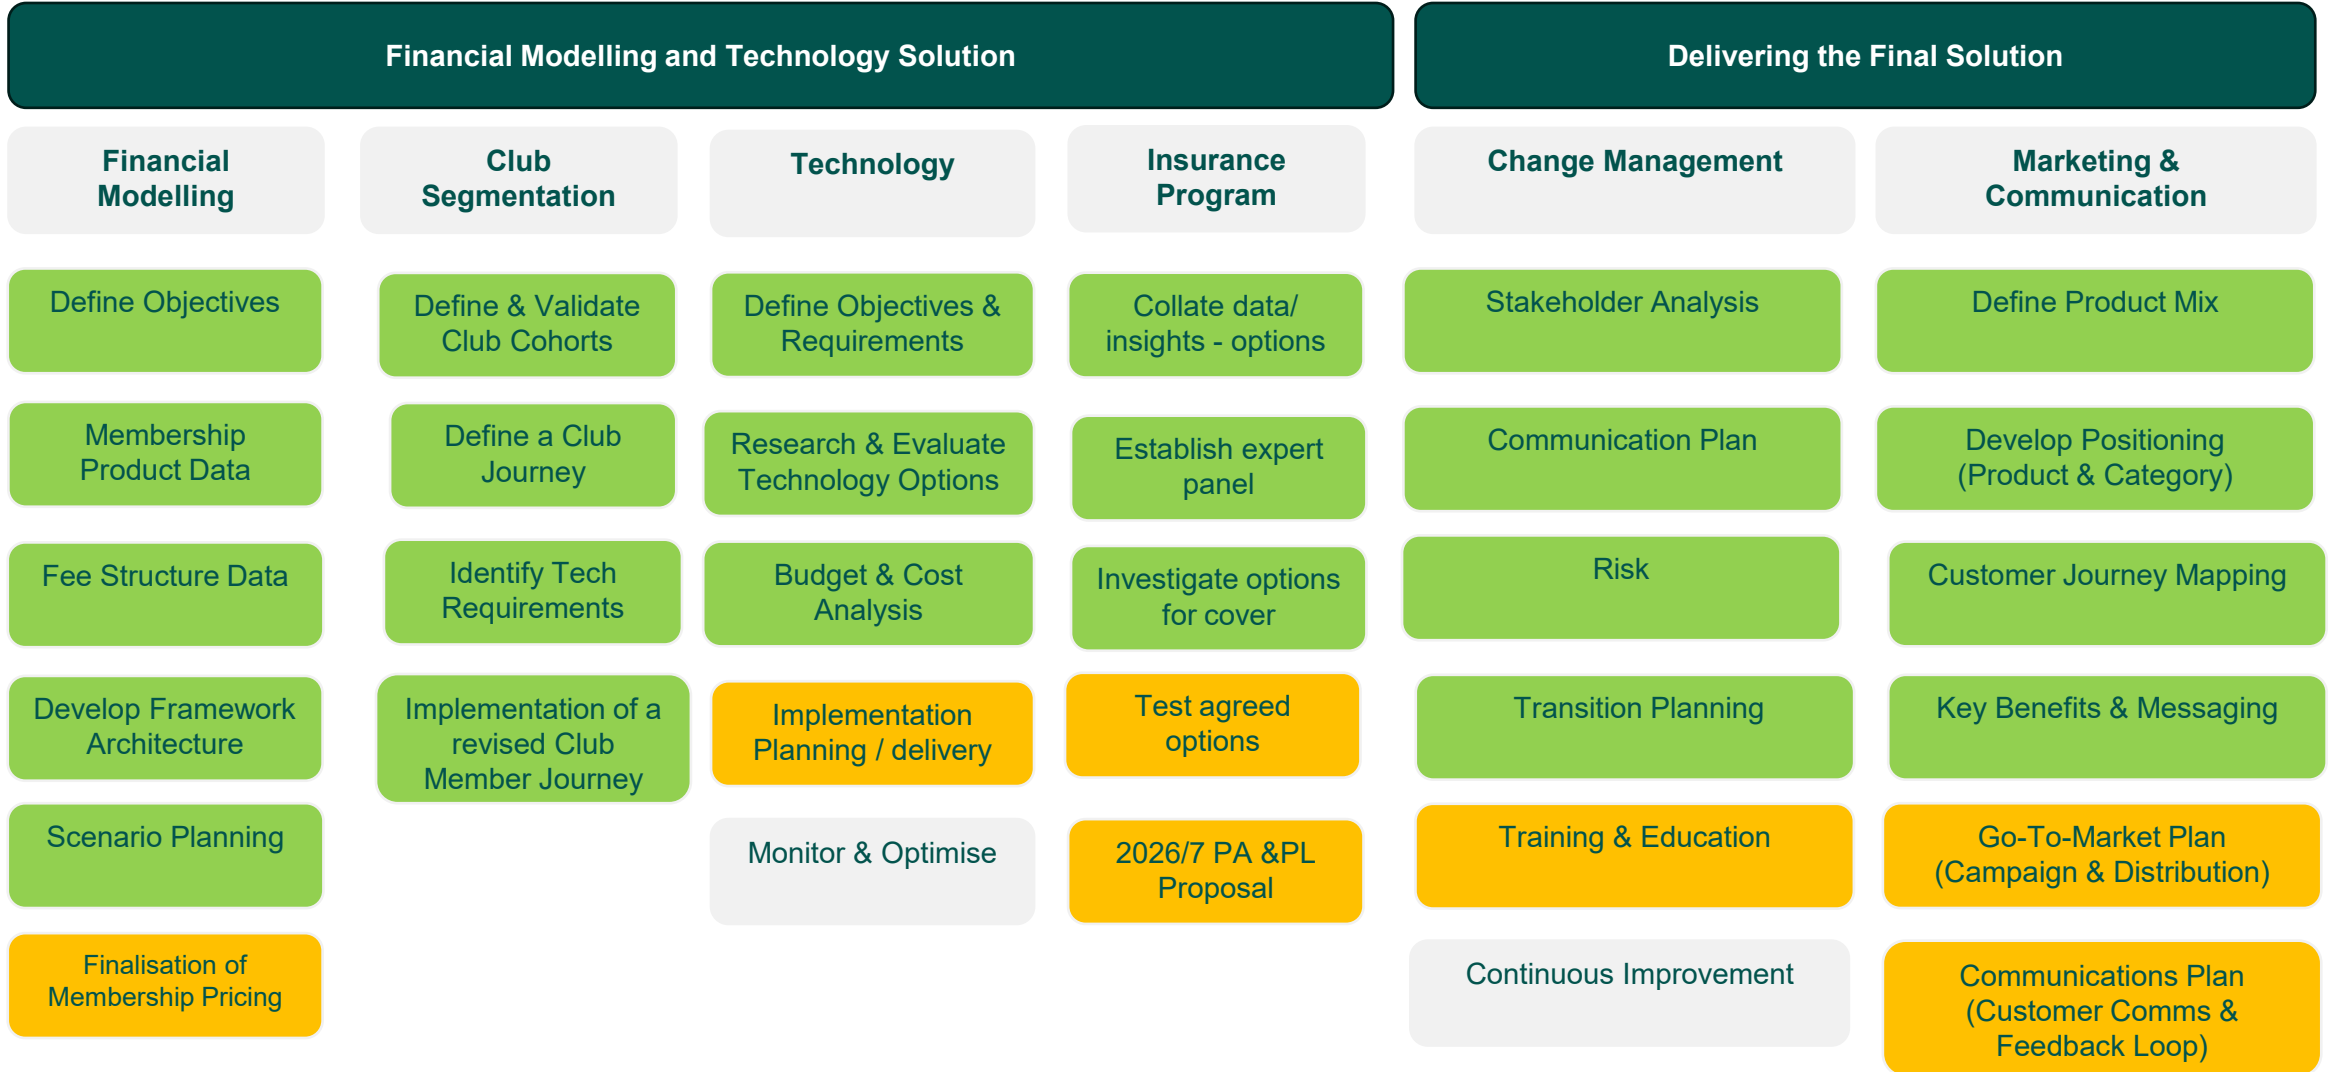 Financial Modelling and Technology Solution
Delivering the Final Solution
Financial
Modelling
Club
Segmentation
Technology
Insurance
Program
Change Management
Marketing &
Communication
Define Objectives
Define & Validate
Club Cohorts
Define Objectives &
Requirements
Collate data/
insights - options
Stakeholder Analysis
Define Product Mix
Membership
Product Data
Define a Club
Journey
Research & Evaluate
Technology Options
Establish expert
panel
Communication Plan
Develop Positioning
(Product & Category)
Fee Structure Data
Identify Tech
Requirements
Budget & Cost
Analysis
Investigate options
for cover
Risk
Customer Journey Mapping
Develop Framework
Architecture
Implementation of a
revised Club
Member Journey
Implementation
Planning / delivery
Test agreed
options
Transition Planning
Key Benefits & Messaging
Scenario Planning
Monitor & Optimise
2026/7 PA &PL
Proposal
Training & Education
Go-To-Market Plan
(Campaign & Distribution)
Finalisation of
Membership Pricing
Continuous Improvement
Communications Plan
(Customer Comms &
Feedback Loop)